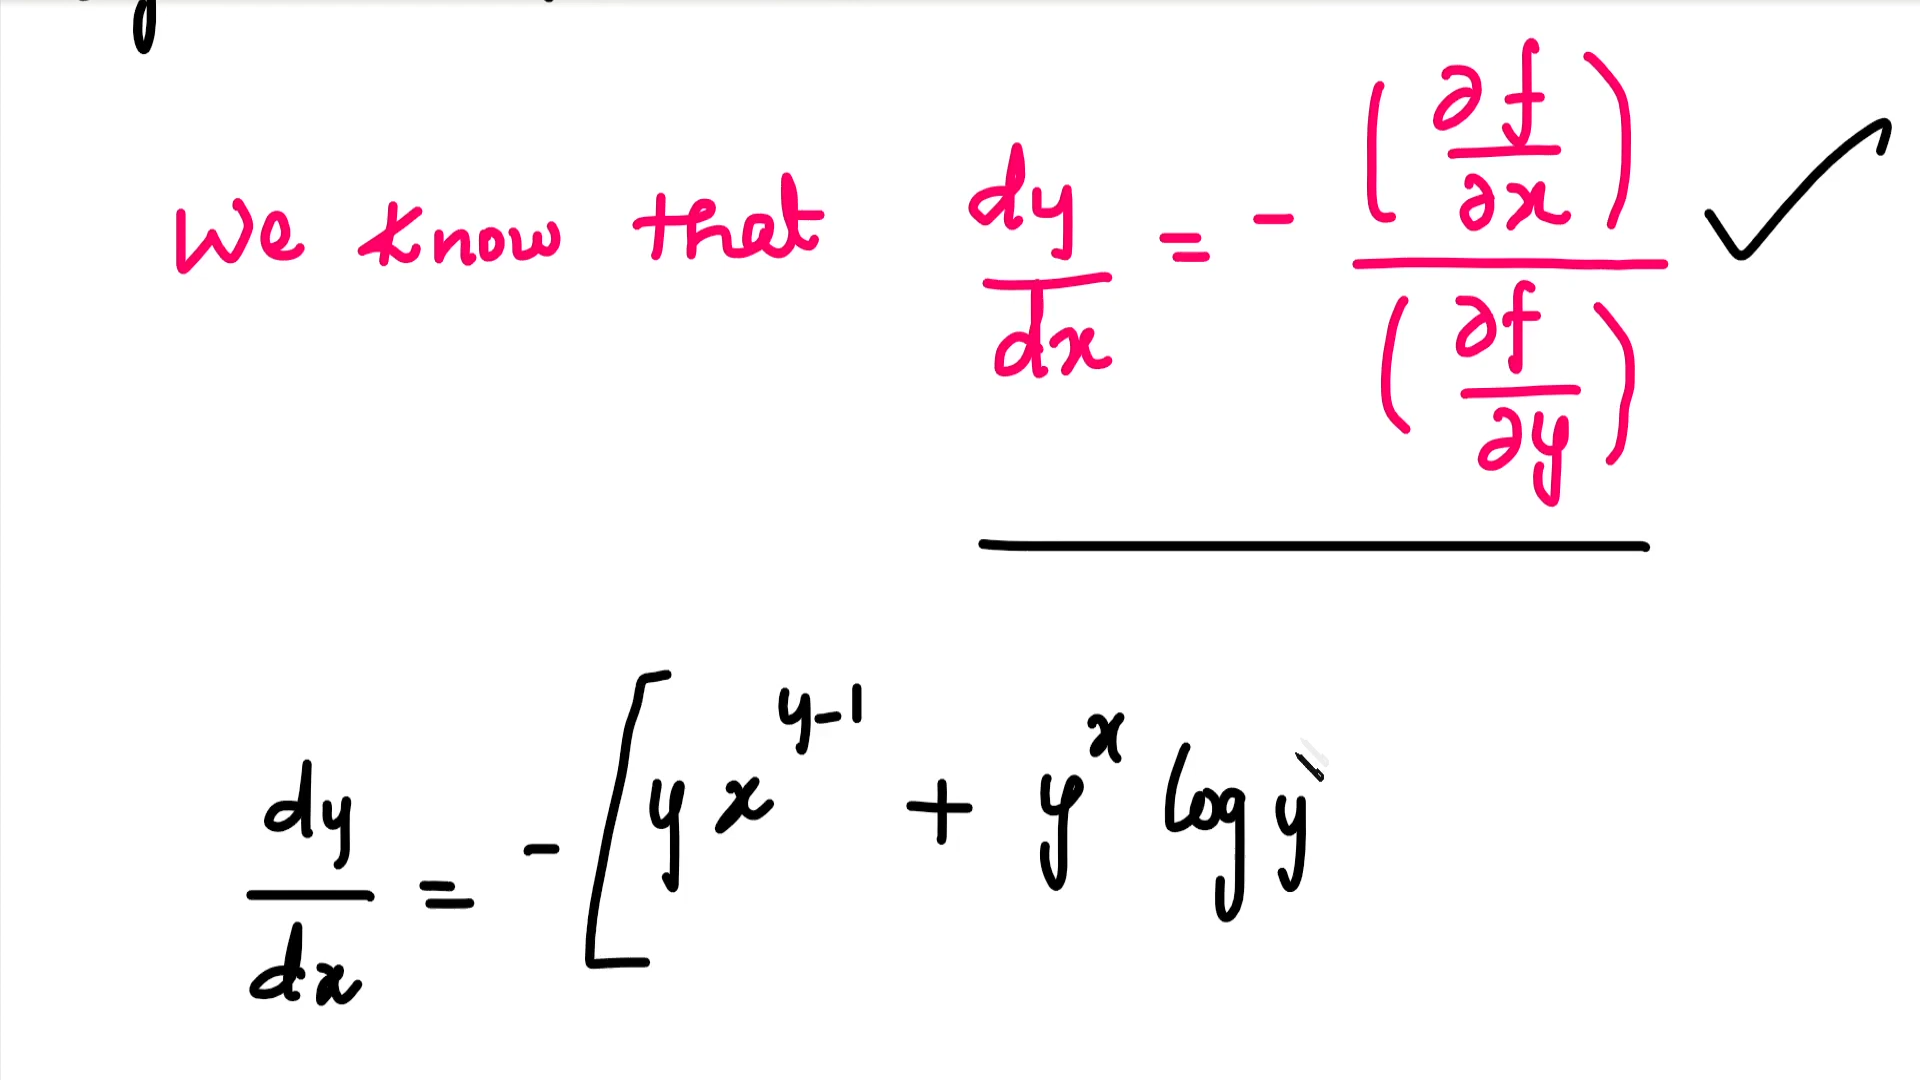 We know that dy/dx = - (∂f/∂x) / (∂f/∂y) ✓
dy/dx = - [y x^(y-1) + y^x log y